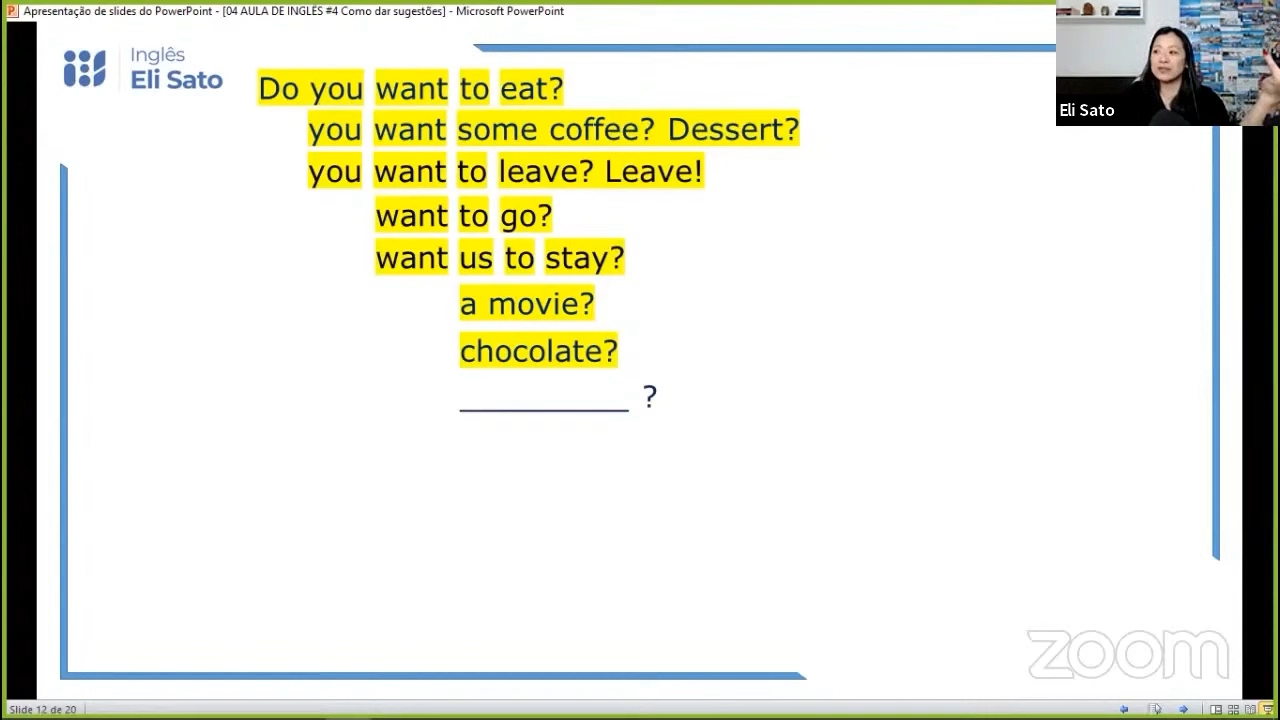 Apresentação de slides do PowerPoint - [04 AULA DE INGLÊS #4 Como dar sugestões] - Microsoft PowerPoint
Inglês
Eli Sato
Do you want to eat?
you want some coffee? Dessert?
you want to leave? Leave!
want to go?
want us to stay?
a movie?
chocolate?
____________ ?
Eli Sato
zoom
Slide 12 de 20